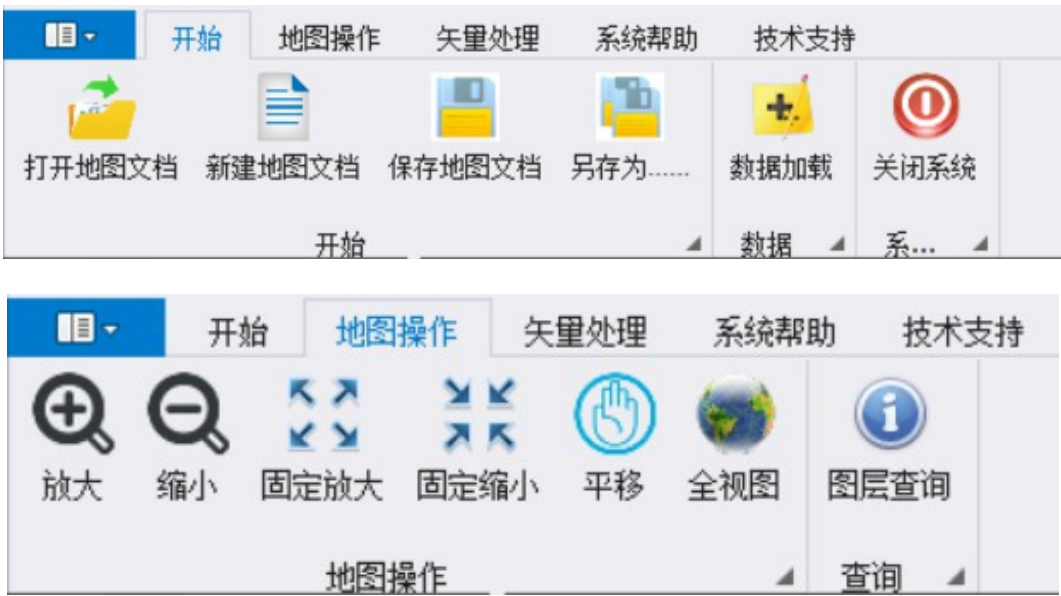 开始 地图操作 矢量处理 系统帮助 技术支持
打开地图文档 新建地图文档 保存地图文档 另存为...... 数据加载 关闭系统
开始 数据 系...
开始 地图操作 矢量处理 系统帮助 技术支持
放大 缩小 固定放大 固定缩小 平移 全视图 图层查询
地图操作 查询